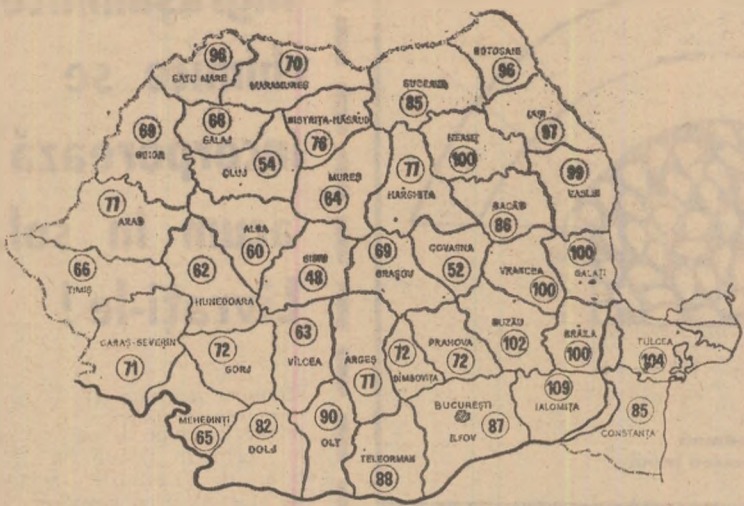 96
SATU MARE
70
MARAMUREȘ
SUCEAVA
85
BOTOȘANI
96
69
BIHOR
68
SĂLAJ
BISTRIȚA-NĂSĂUD
76
NEAMȚ
100
IAȘI
97
CLUJ
54
MUREȘ
64
77
HARGHITA
BACĂU
86
99
VASLUI
77
ARAD
ALBA
60
66
TIMIȘ
62
HUNEDOARA
SIBIU
48
69
BRAȘOV
COVASNA
52
VRANCEA
100
100
GALAȚI
CARAȘ-SEVERIN
71
72
GORJ
63
VÎLCEA
ARGEȘ
77
72
DÎMBOVIȚA
PRAHOVA
72
BUZĂU
102
BRĂILA
100
TULCEA
104
MEHEDINȚI
65
82
DOLJ
90
OLT
TELEORMAN
88
BUCUREȘTI
87
ILFOV
109
IALOMIȚA
85
CONSTANȚA